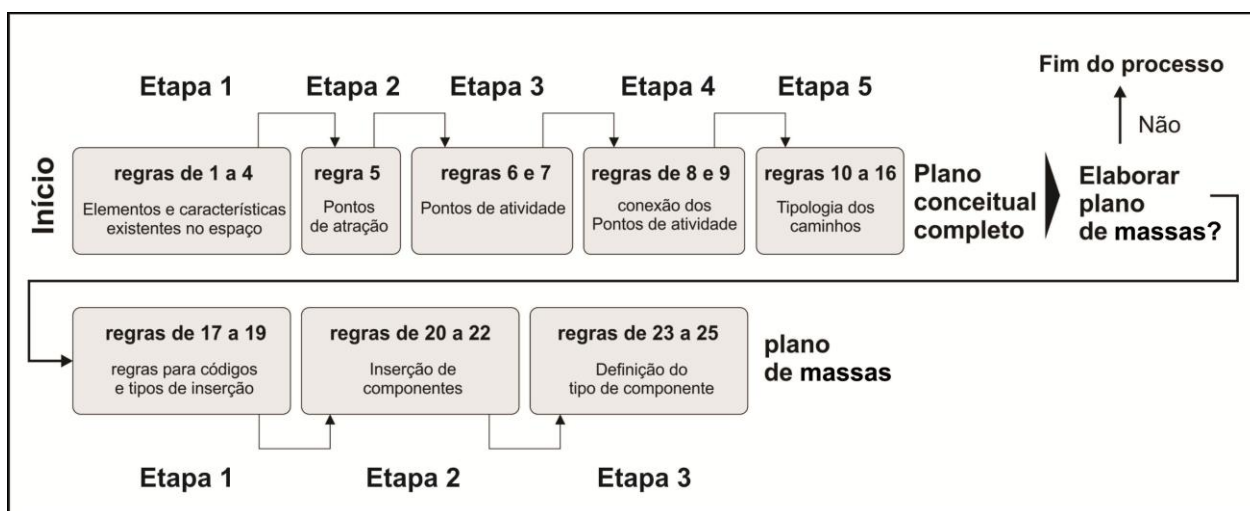 Etapa 1
Etapa 2
Etapa 3
Etapa 4
Etapa 5
Início
regras de 1 a 4
Elementos e características
existentes no espaço
regra 5
Pontos
de atração
regras 6 e 7
Pontos de atividade
regras de 8 e 9
conexão dos
Pontos de atividade
regras 10 a 16
Tipologia dos
caminhos
Plano
conceitual
completo
Fim do processo
Não
Elaborar
plano
de massas?
regras de 17 a 19
regras para códigos
e tipos de inserção
regras de 20 a 22
Inserção de
componentes
regras de 23 a 25
Definição do
tipo de componente
plano
de massas
Etapa 1
Etapa 2
Etapa 3